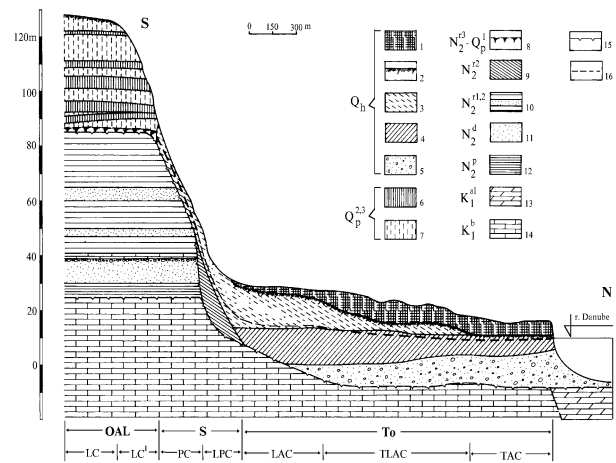 120m
100
80
60
40
20
0
S
0 150 300 m
Q_h
1
2
3
4
5
Q_p^2,3
6
7
N_2^r3 - Q_p^1
8
N_2^r2
9
N_2^r1,2
10
N_2^d
11
N_2^p
12
K_1^al
13
K_1^b
14
15
16
N
r. Danube
OAL S To
LC LC^1 PC LPC LAC TLAC TAC